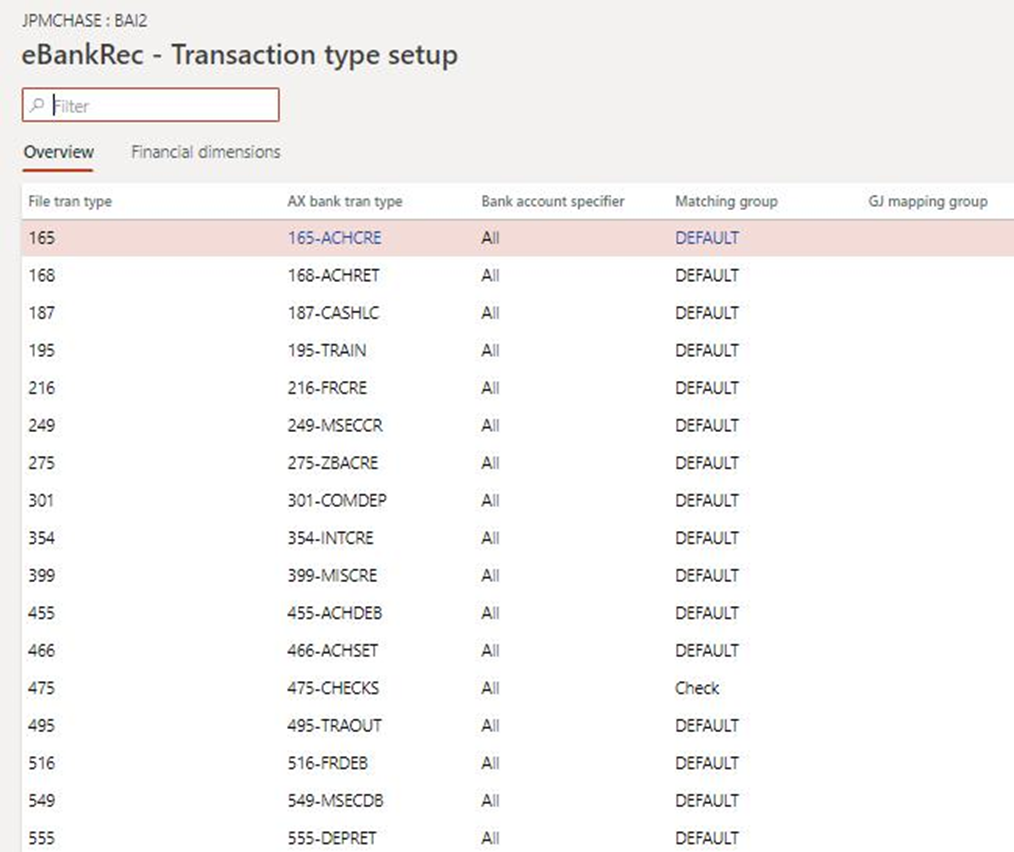 JPMCHASE : BAI2
eBankRec - Transaction type setup
Filter
Overview Financial dimensions
File tran type AX bank tran type Bank account specifier Matching group GJ mapping group
165 165-ACHCRE All DEFAULT
168 168-ACHRET All DEFAULT
187 187-CASHLC All DEFAULT
195 195-TRAIN All DEFAULT
216 216-FRCRE All DEFAULT
249 249-MSECCR All DEFAULT
275 275-ZBACRE All DEFAULT
301 301-COMDEP All DEFAULT
354 354-INTCRE All DEFAULT
399 399-MISCRE All DEFAULT
455 455-ACHDEB All DEFAULT
466 466-ACHSET All DEFAULT
475 475-CHECKS All Check
495 495-TRAOUT All DEFAULT
516 516-FRDEB All DEFAULT
549 549-MSECDB All DEFAULT
555 555-DEPRET All DEFAULT